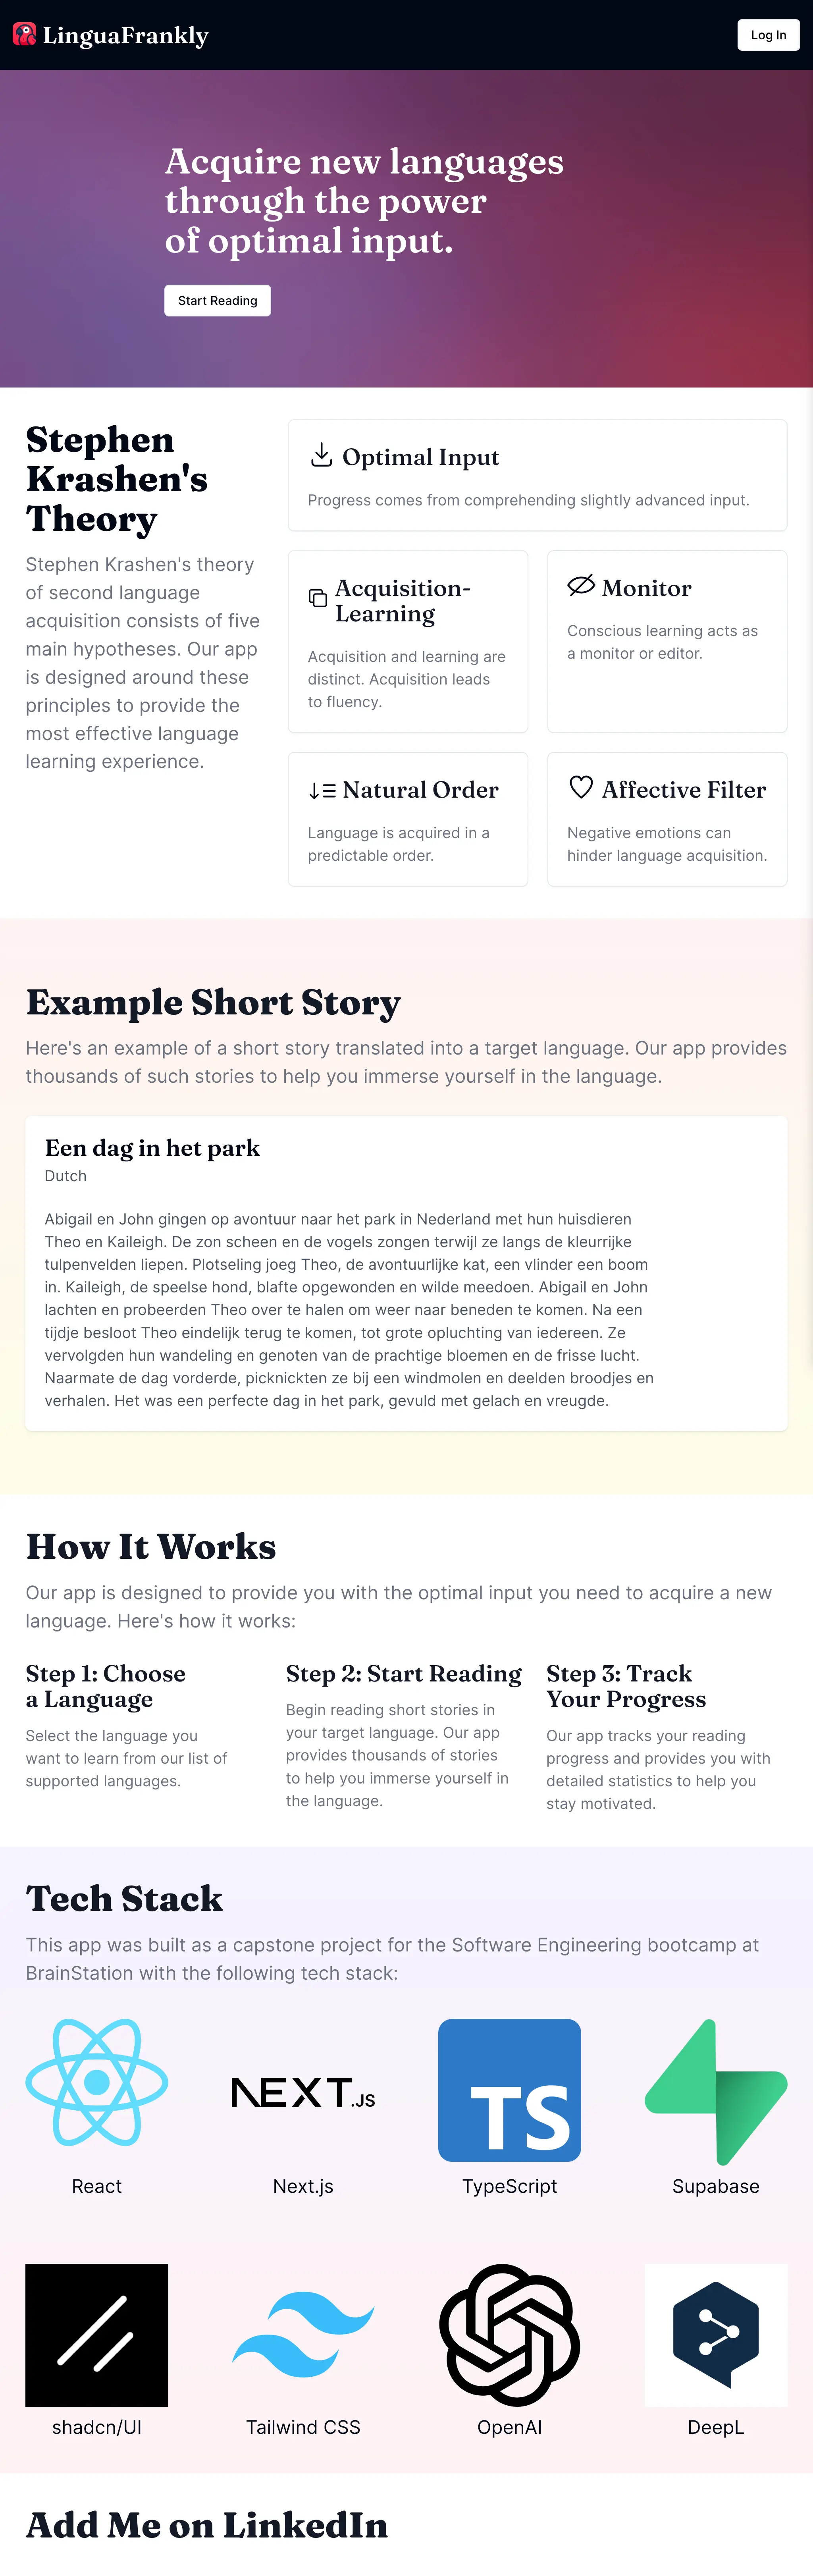 LinguaFrankly
Log In
Acquire new languages
through the power
of optimal input.
Start Reading
Stephen
Krashen's
Theory
Stephen Krashen's theory
of second language
acquisition consists of five
main hypotheses. Our app
is designed around these
principles to provide the
most effective language
learning experience.
Optimal Input
Progress comes from comprehending slightly advanced input.
Acquisition-
Learning
Acquisition and learning are
distinct. Acquisition leads
to fluency.
Monitor
Conscious learning acts as
a monitor or editor.
Natural Order
Language is acquired in a
predictable order.
Affective Filter
Negative emotions can
hinder language acquisition.
Example Short Story
Here's an example of a short story translated into a target language. Our app provides
thousands of such stories to help you immerse yourself in the language.
Een dag in het park
Dutch
Abigail en John gingen op avontuur naar het park in Nederland met hun huisdieren
Theo en Kaileigh. De zon scheen en de vogels zongen terwijl ze langs de kleurrijke
tulpenvelden liepen. Plotseling joeg Theo, de avontuurlijke kat, een vlinder een boom
in. Kaileigh, de speelse hond, blafte opgewonden en wilde meedoen. Abigail en John
lachten en probeerden Theo over te halen om weer naar beneden te komen. Na een
tijdje besloot Theo eindelijk terug te komen, tot grote opluchting van iedereen. Ze
vervolgden hun wandeling en genoten van de prachtige bloemen en de frisse lucht.
Naarmate de dag vorderde, picknickten ze bij een windmolen en deelden broodjes en
verhalen. Het was een perfecte dag in het park, gevuld met gelach en vreugde.
How It Works
Our app is designed to provide you with the optimal input you need to acquire a new
language. Here's how it works:
Step 1: Choose
a Language
Select the language you
want to learn from our list of
supported languages.
Step 2: Start Reading
Begin reading short stories in
your target language. Our app
provides thousands of stories
to help you immerse yourself in
the language.
Step 3: Track
Your Progress
Our app tracks your reading
progress and provides you with
detailed statistics to help you
stay motivated.
Tech Stack
This app was built as a capstone project for the Software Engineering bootcamp at
BrainStation with the following tech stack:
NEXT.JS
TS
React
Next.js
TypeScript
Supabase
shadcn/UI
Tailwind CSS
OpenAI
DeepL
Add Me on LinkedIn